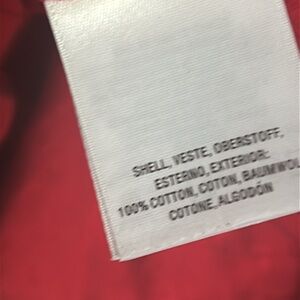 SHELL, VESTE, OBERSTOFF,
ESTERNO, EXTERIOR:
100% COTTON, COTON, BAUMWOL
COTONE, ALGODÓN